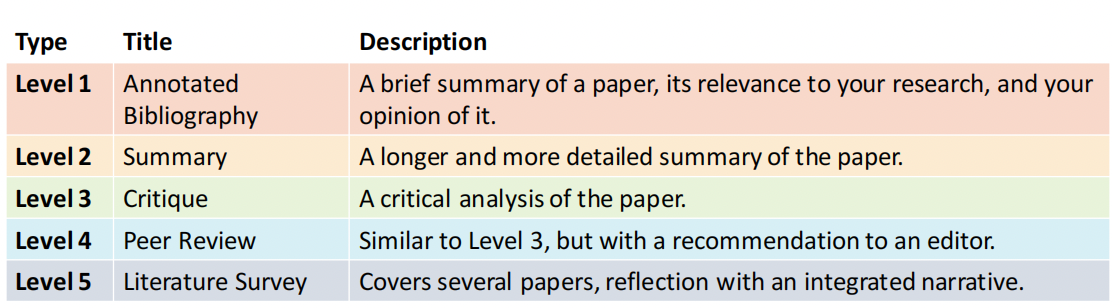 Type Title Description
Level 1 Annotated Bibliography A brief summary of a paper, its relevance to your research, and your opinion of it.
Level 2 Summary A longer and more detailed summary of the paper.
Level 3 Critique A critical analysis of the paper.
Level 4 Peer Review Similar to Level 3, but with a recommendation to an editor.
Level 5 Literature Survey Covers several papers, reflection with an integrated narrative.